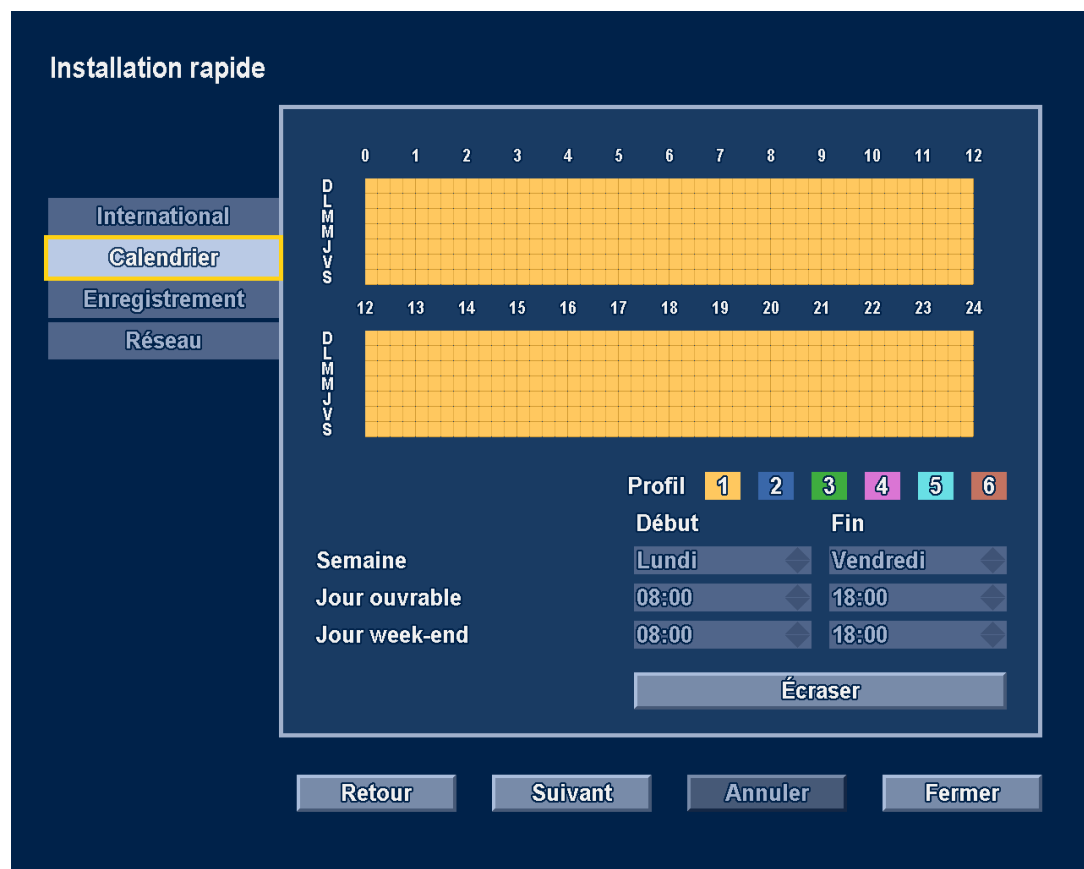 Installation rapide
0 1 2 3 4 5 6 7 8 9 10 11 12
D
L
M
M
J
V
S
12 13 14 15 16 17 18 19 20 21 22 23 24
D
L
M
M
J
V
S
International
Calendrier
Enregistrement
Réseau
Profil 1 2 3 4 5 6
Début Fin
Semaine Lundi Vendredi
Jour ouvrable 08:00 18:00
Jour week-end 08:00 18:00
Écraser
Retour Suivant Annuler Fermer